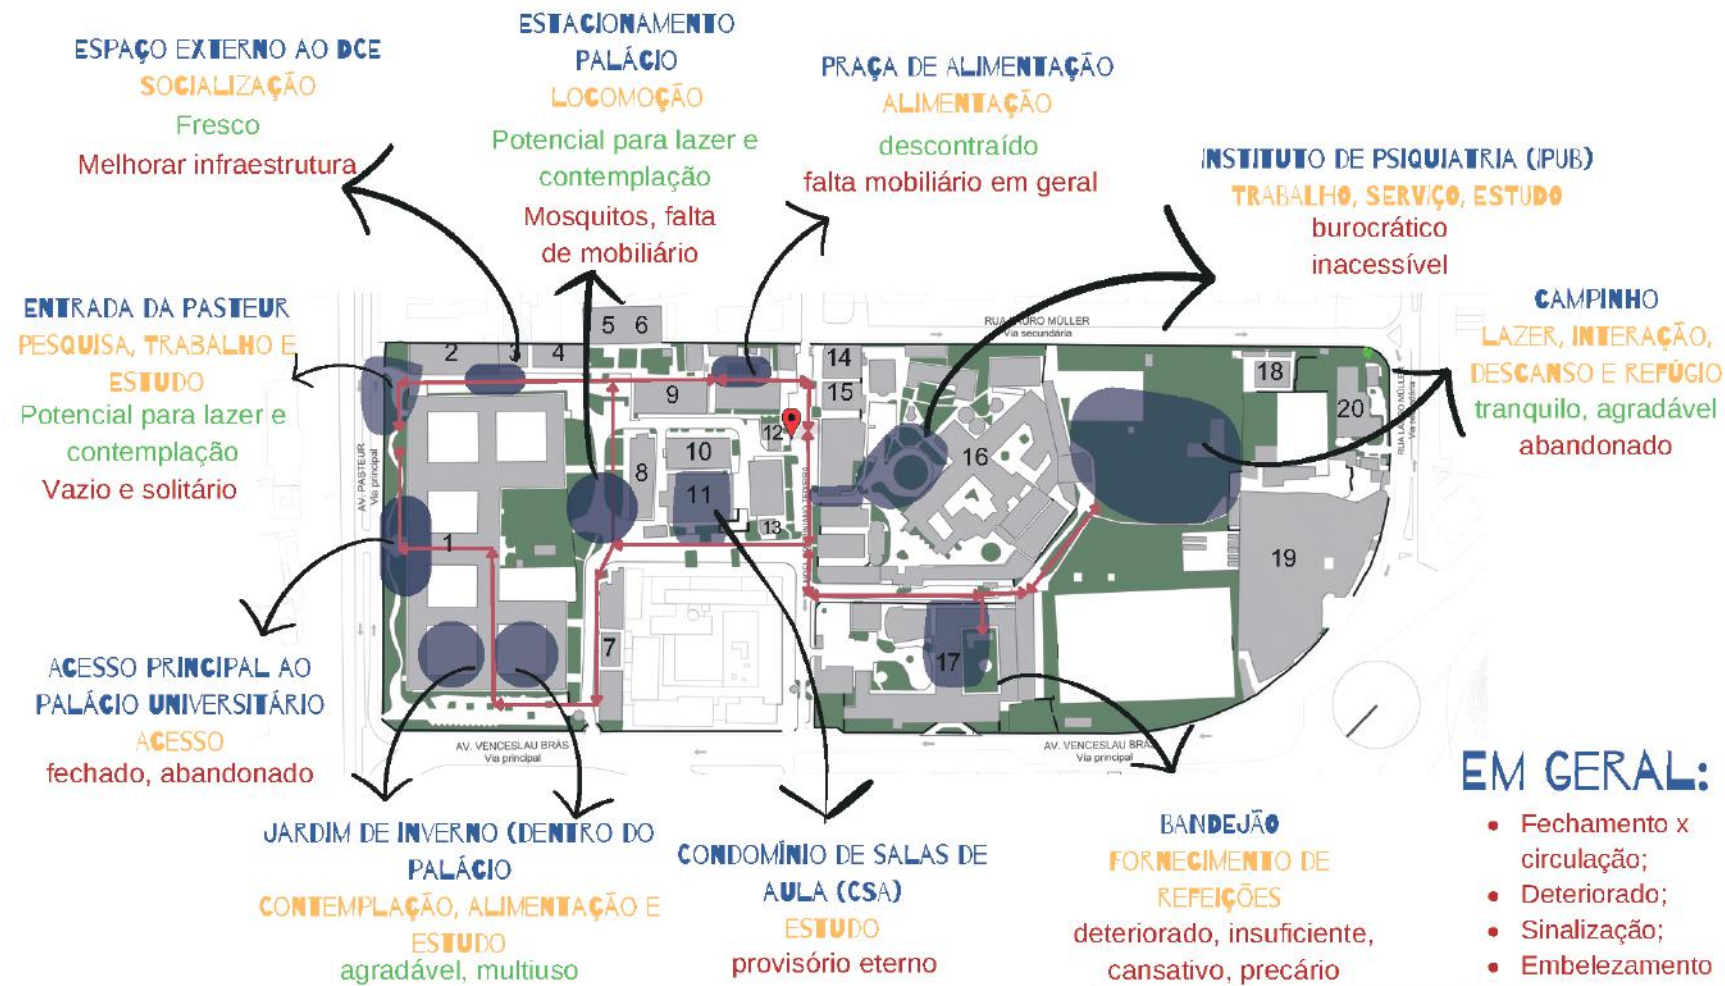 ESPAÇO EXTERNO AO DCE
SOCIALIZAÇÃO
Fresco
Melhorar infraestrutura
ESTACIONAMENTO
PALÁCIO
LOCOMOÇÃO
Potencial para lazer e
contemplação
Mosquitos, falta
de mobiliário
PRAÇA DE ALIMENTAÇÃO
ALIMENTAÇÃO
descontraído
falta mobiliário em geral
INSTITUTO DE PSIQUIATRIA (IPUB)
TRABALHO, SERVIÇO, ESTUDO
burocrático
inacessível
ENTRADA DA PASTEUR
PESQUISA, TRABALHO E
ESTUDO
Potencial para lazer e
contemplação
Vazio e solitário
CAMPINHO
LAZER, INTERAÇÃO,
DESCANSO E REFÚGIO
tranquilo, agradável
abandonado
RUA LAURO MÜLLER
Via secundária
5 6
2 3 4
14
15
9
12
18
20
RUA LAURO MÜLLER
Via secundária
AV. PASTEUR
Via principal
8
10
11
13
16
1
19
7
17
AV. VENCESLAU BRÁS
Via principal
AV. VENCESLAU BRÁS
Via principal
ACESSO PRINCIPAL AO
PALÁCIO UNIVERSITÁRIO
ACESSO
fechado, abandonado
JARDIM DE INVERNO (DENTRO DO
PALÁCIO
CONTEMPLAÇÃO, ALIMENTAÇÃO E
ESTUDO
agradável, multiuso
CONDOMÍNIO DE SALAS DE
AULA (CSA)
ESTUDO
provisório eterno
BANDEJÃO
FORNECIMENTO DE
REFEIÇÕES
deteriorado, insuficiente,
cansativo, precário
EM GERAL:
• Fechamento x
circulação;
• Deteriorado;
• Sinalização;
• Embelezamento